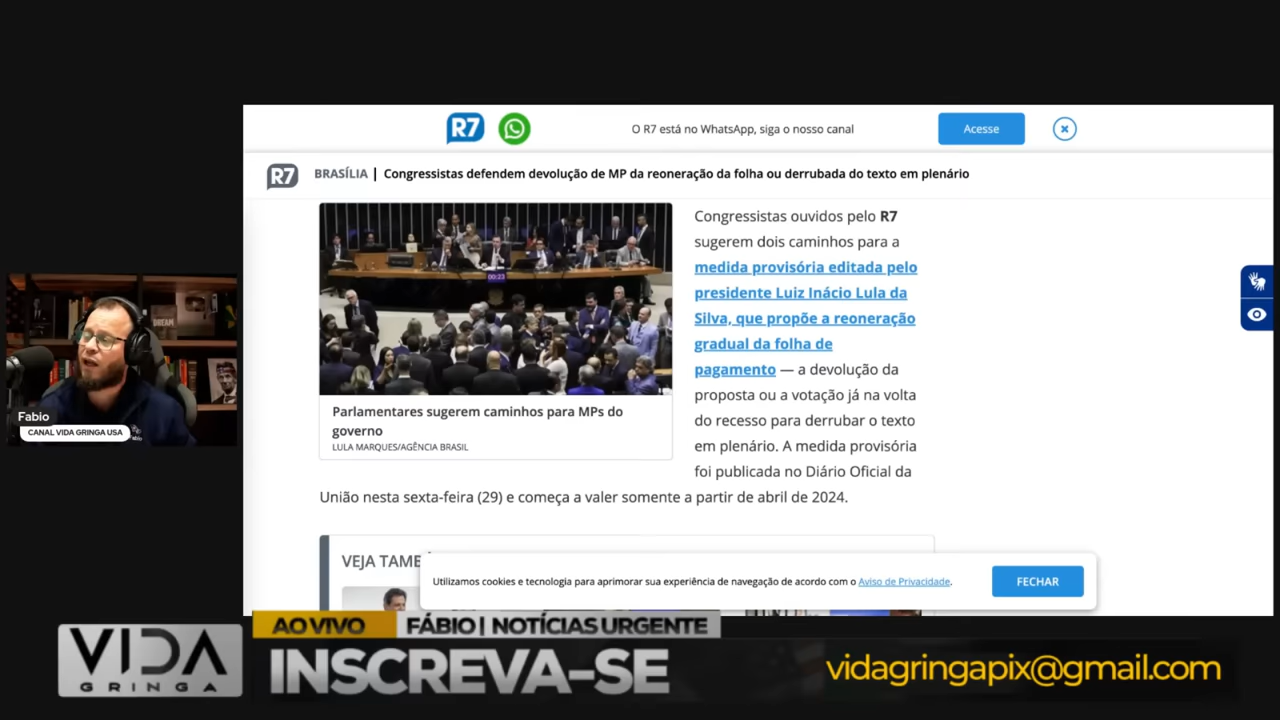 R7
O R7 está no WhatsApp, siga o nosso canal
Acesse
R7
BRASÍLIA | Congressistas defendem devolução de MP da reoneração da folha ou derrubada do texto em plenário
00:23
Parlamentares sugerem caminhos para MPs do
governo
LULA MARQUES/AGÊNCIA BRASIL
Congressistas ouvidos pelo R7
sugerem dois caminhos para a
medida provisória editada pelo
presidente Luiz Inácio Lula da
Silva, que propõe a reoneração
gradual da folha de
pagamento — a devolução da
proposta ou a votação já na volta
do recesso para derrubar o texto
em plenário. A medida provisória
foi publicada no Diário Oficial da
União nesta sexta-feira (29) e começa a valer somente a partir de abril de 2024.
VEJA TAMB
Utilizamos cookies e tecnologia para aprimorar sua experiência de navegação de acordo com o Aviso de Privacidade.
FECHAR
DREAM
Fabio
CANAL VIDA GRINGA USA
AO VIVO
FÁBIO | NOTÍCIAS URGENTE
VIDA
GRINGA
INSCREVA-SE
vidagringapix@gmail.com